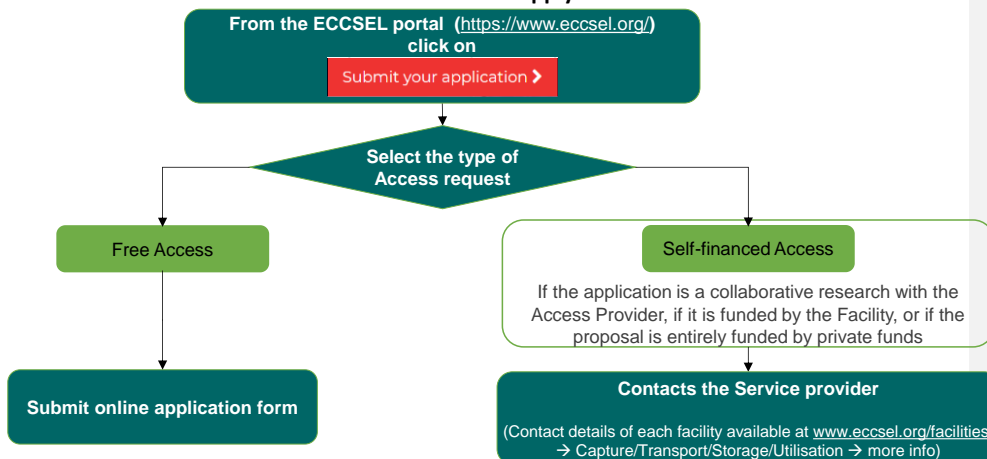 From the ECCSEL portal (https://www.eccsel.org/)
click on
Submit your application >
Select the type of
Access request
Free Access
Self-financed Access
If the application is a collaborative research with the
Access Provider, if it is funded by the Facility, or if the
proposal is entirely funded by private funds
Submit online application form
Contacts the Service provider
(Contact details of each facility available at www.eccsel.org/facilities
→ Capture/Transport/Storage/Utilisation → more info)